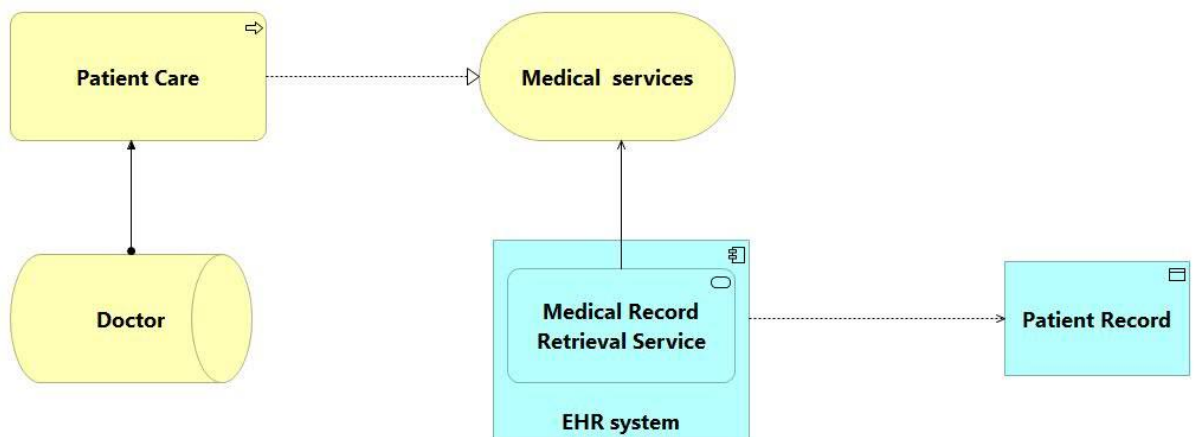 Patient Care
Medical  services
Doctor
Medical Record
Retrieval Service
EHR system
Patient Record